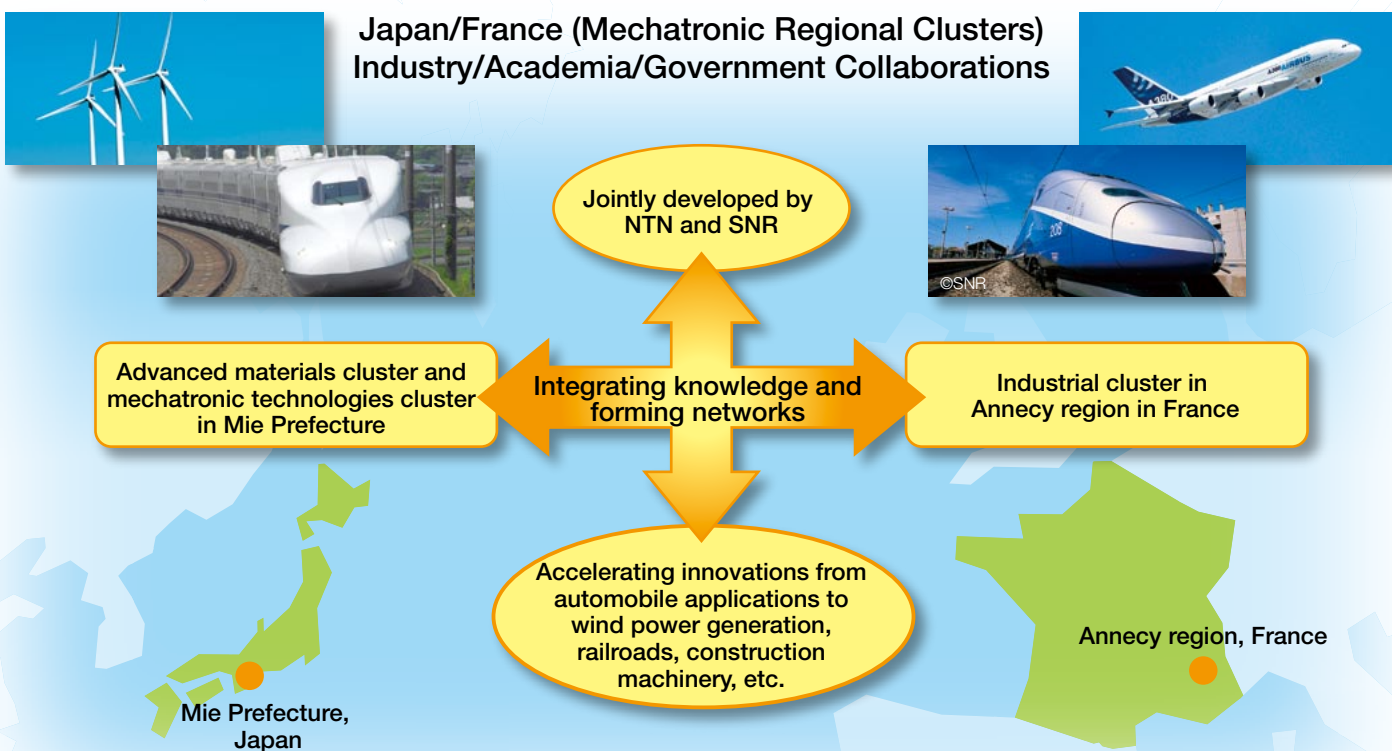 Japan/France (Mechatronic Regional Clusters)
Industry/Academia/Government Collaborations
A380
AIRBUS
Jointly developed by
NTN and SNR
208
©SNR
Advanced materials cluster and
mechatronic technologies cluster
in Mie Prefecture
Integrating knowledge and
forming networks
Industrial cluster in
Annecy region in France
Accelerating innovations from
automobile applications to
wind power generation,
railroads, construction
machinery, etc.
Annecy region, France
Mie Prefecture,
Japan